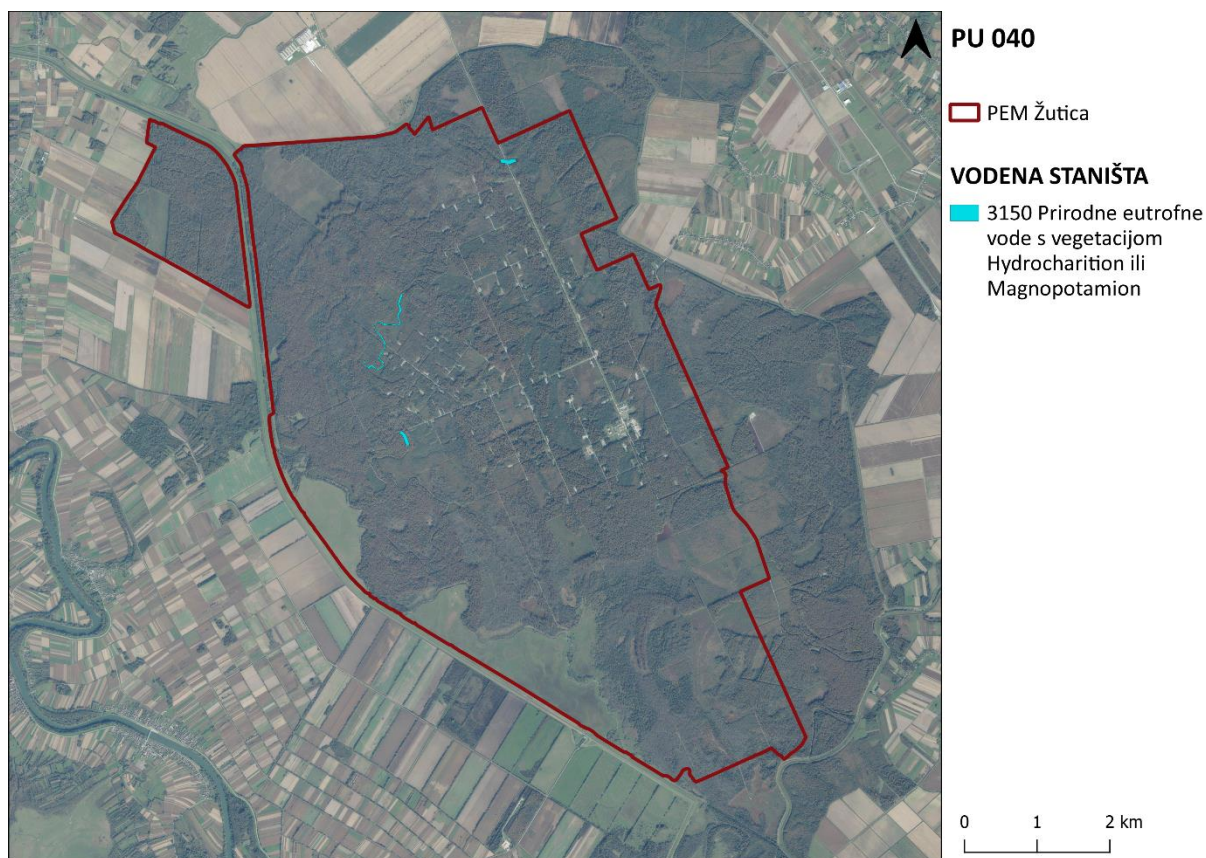 PU 040
PEM Žutica
VODENA STANIŠTA
3150 Prirodne eutrofne
vode s vegetacijom
Hydrocharition ili
Magnopotamion
0 1 2 km